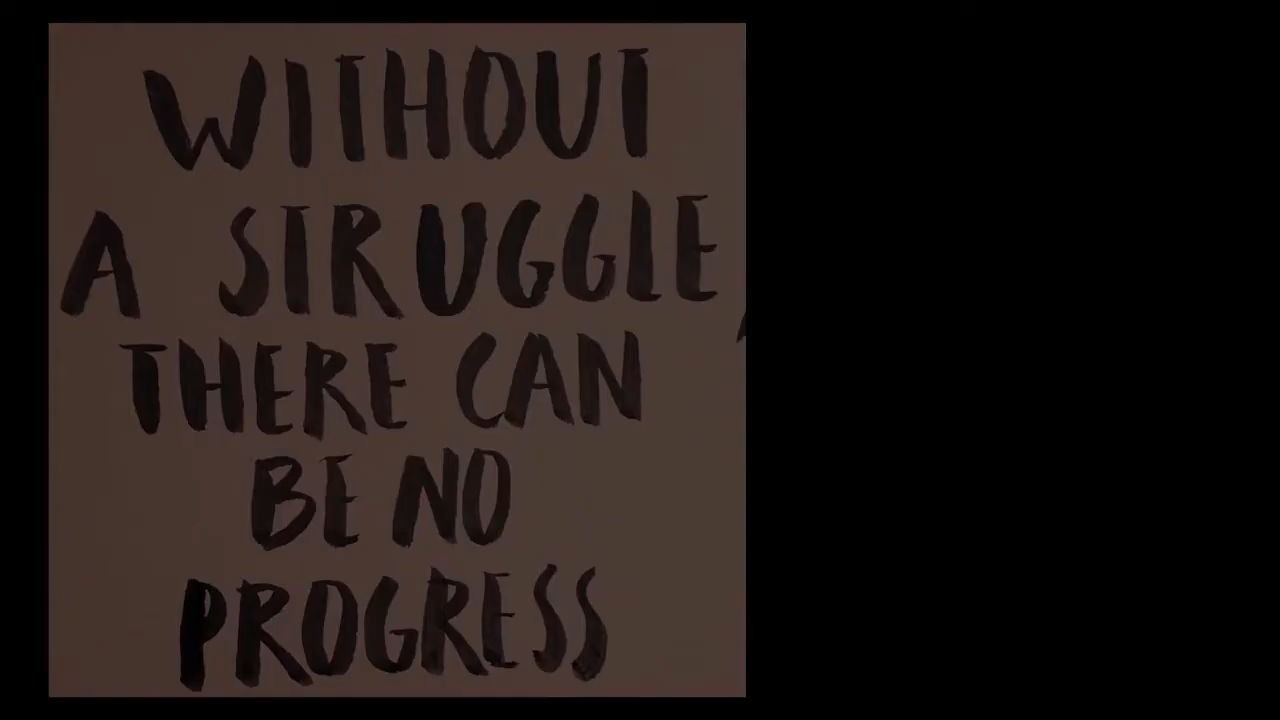 WITHOUT
A STRUGGLE,
THERE CAN
BE NO
PROGRESS